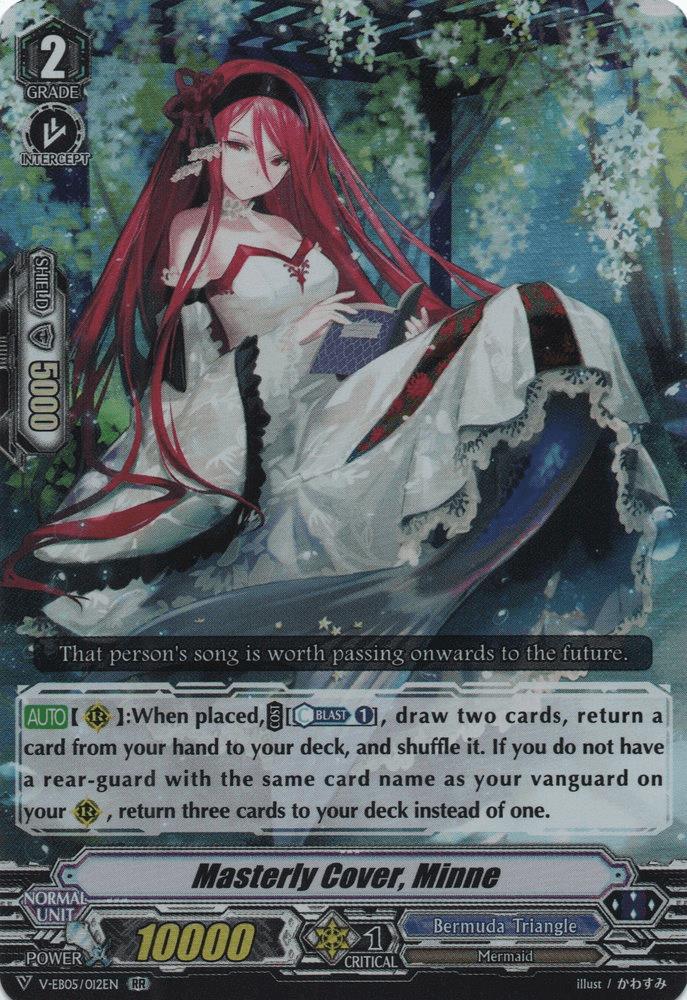 2
GRADE
INTERCEPT
SHIELD
5000
That person's song is worth passing onwards to the future.
AUTO【 R 】:When placed, COST [C BLAST 1], draw two cards, return a
card from your hand to your deck, and shuffle it. If you do not have
a rear-guard with the same card name as your vanguard on
your R , return three cards to your deck instead of one.
Masterly Cover, Minne
NORMAL
UNIT
POWER 10000 1
CRITICAL
Bermuda Triangle
Mermaid
V-EB05/012EN RR illust / かわすみ